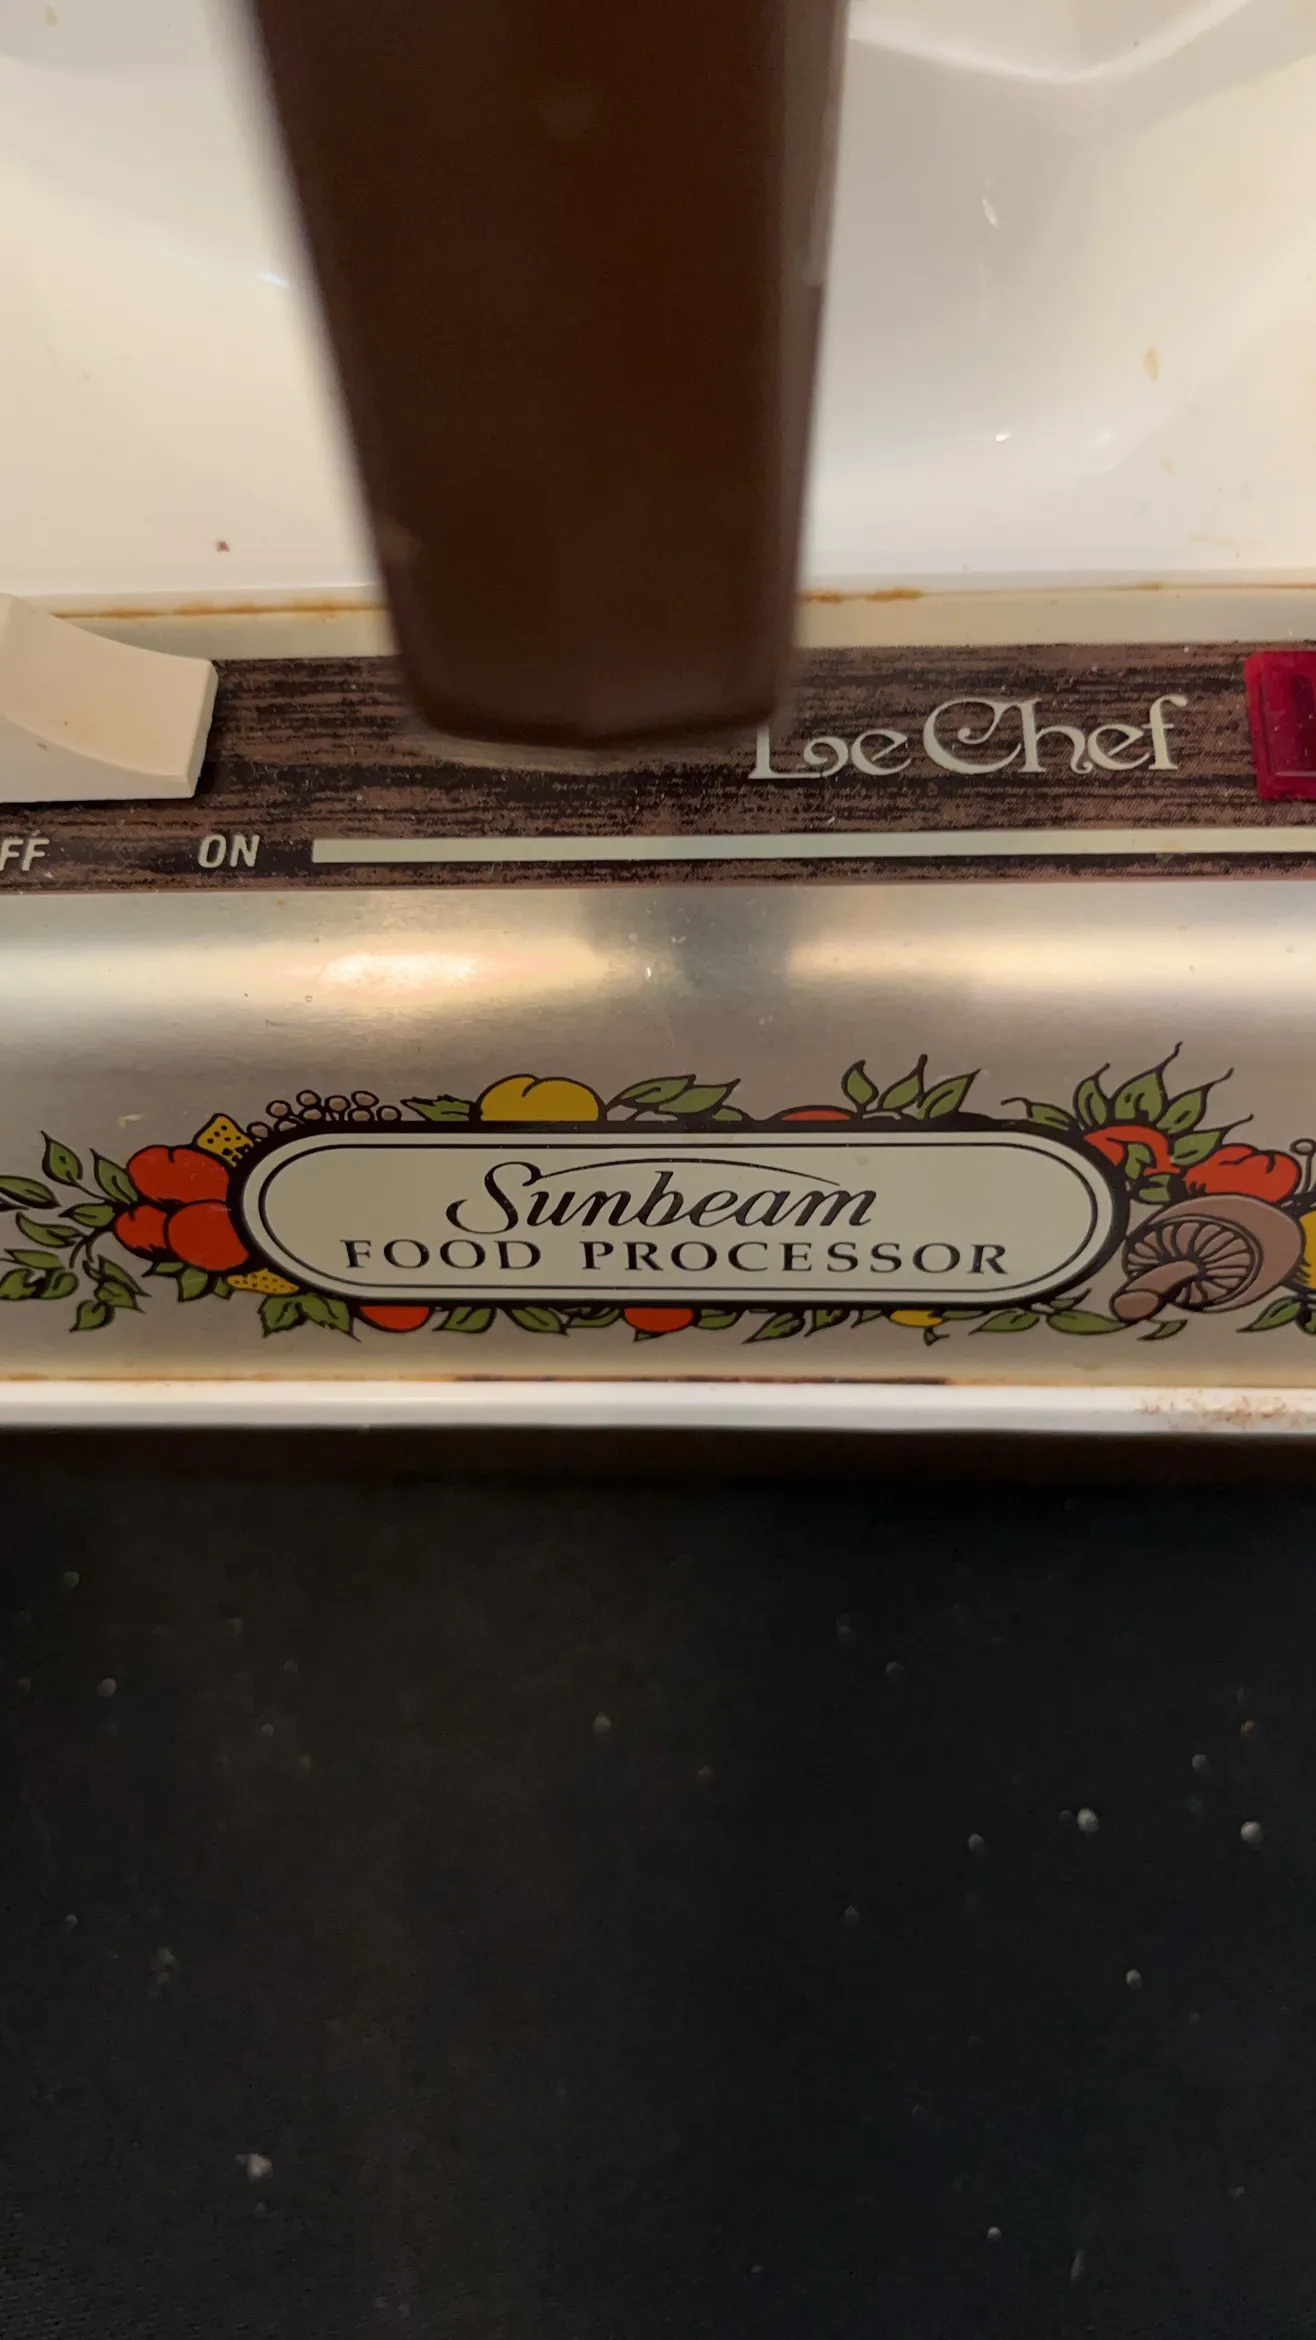 Le Chef
FF ON
Sunbeam
FOOD PROCESSOR